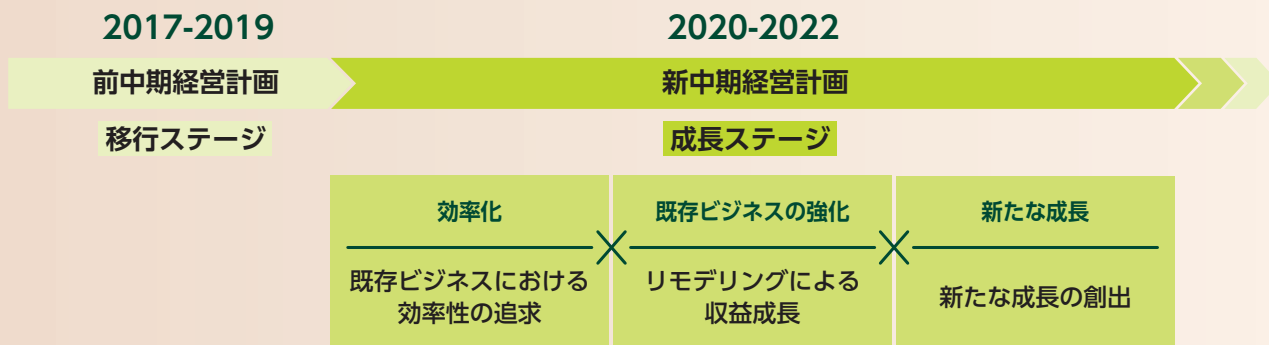 2017-2019
2020-2022
前中期経営計画
新中期経営計画
移行ステージ
成長ステージ
効率化
既存ビジネスにおける
効率性の追求
既存ビジネスの強化
リモデリングによる
収益成長
新たな成長
新たな成長の創出